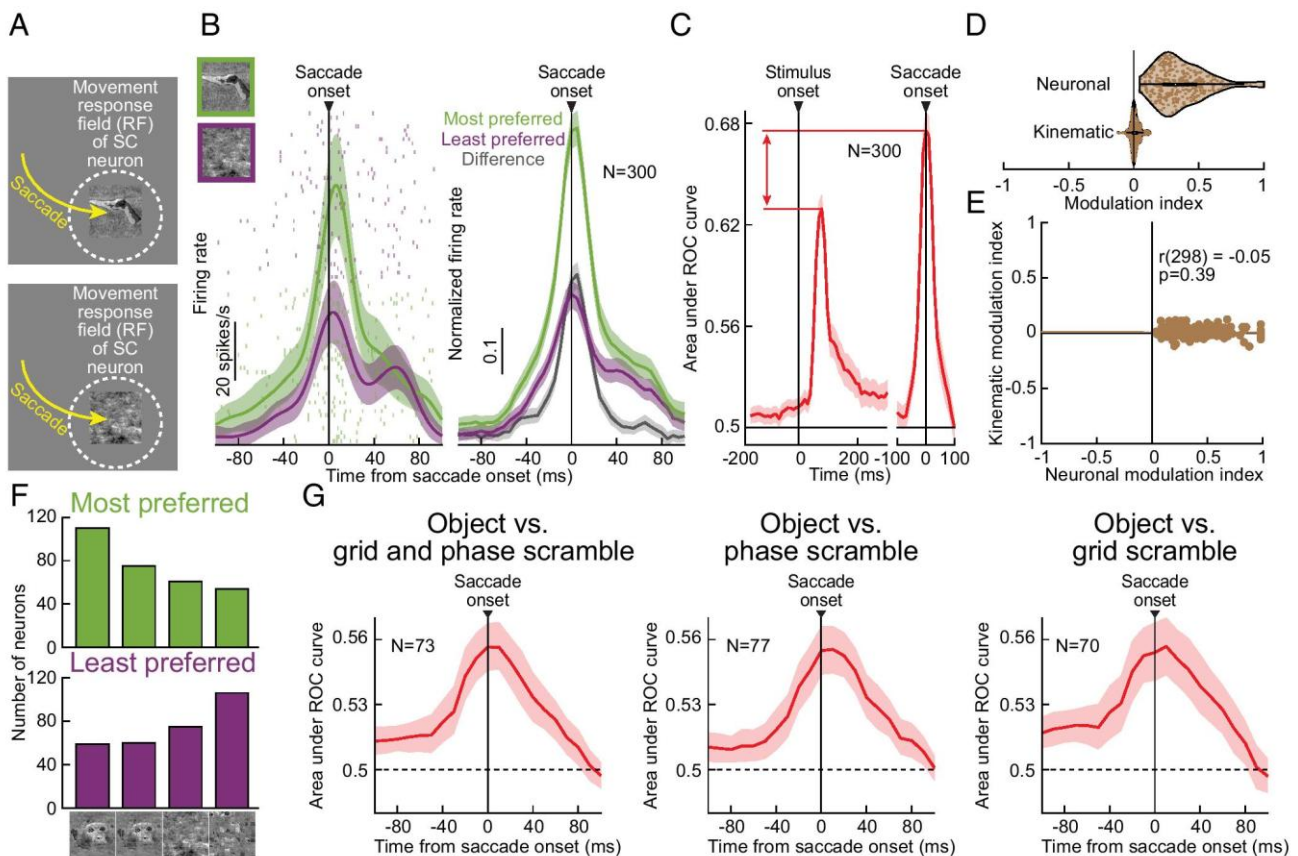 A
Movement
response
field (RF)
of SC
neuron
Saccade
Movement
response
field (RF)
of SC
neuron
Saccade
B
Saccade
onset
Firing rate
20 spikes/s
-80 -40 0 40 80
Saccade
onset
Most preferred
Least preferred
Difference
N=300
Normalized firing rate
0.1
-80 -40 0 40 80
Time from saccade onset (ms)
C
Stimulus
onset
Saccade
onset
N=300
Area under ROC curve
0.68
0.62
0.56
0.5
-200 0 200 -100 0 100
Time (ms)
D
Neuronal
Kinematic
-1 -0.5 0 0.5 1
Modulation index
E
r(298) = -0.05
p=0.39
Kinematic modulation index
1
0.5
0
-0.5
-1
-1 -0.5 0 0.5 1
Neuronal modulation index
F
Most preferred
120
80
40
0
Number of neurons
Least preferred
120
80
40
0
G
Object vs.
grid and phase scramble
Saccade
onset
N=73
Area under ROC curve
0.56
0.53
0.5
-80 -40 0 40 80
Time from saccade onset (ms)
Object vs.
phase scramble
Saccade
onset
N=77
Area under ROC curve
0.56
0.53
0.5
-80 -40 0 40 80
Time from saccade onset (ms)
Object vs.
grid scramble
Saccade
onset
N=70
Area under ROC curve
0.56
0.53
0.5
-80 -40 0 40 80
Time from saccade onset (ms)